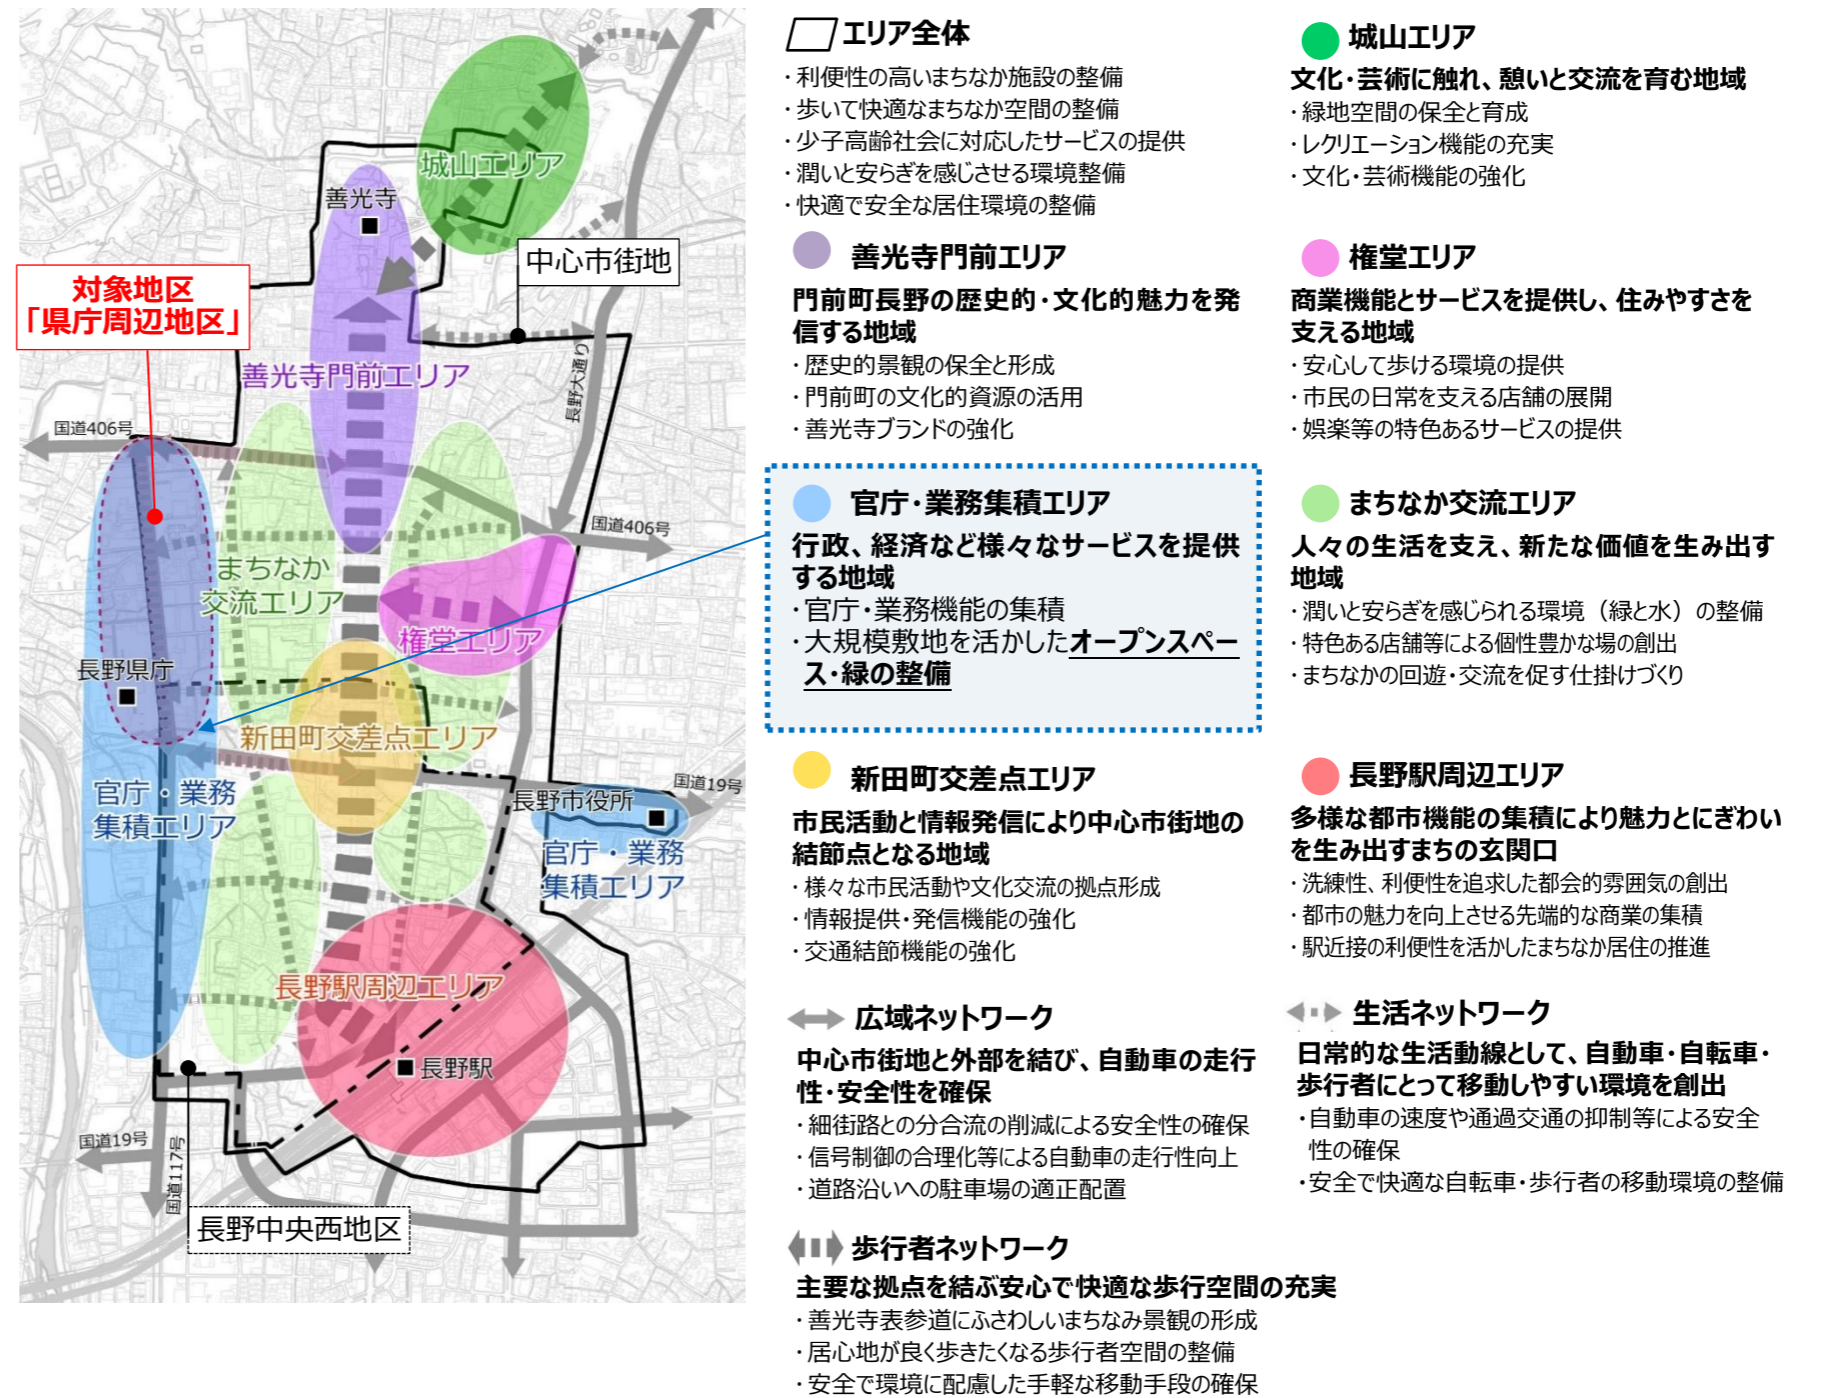 城山エリア
善光寺
中心市街地
対象地区
「県庁周辺地区」
長野大通り
善光寺門前エリア
国道406号
国道406号
まちなか
交流エリア
権堂エリア
長野県庁
新田町交差点エリア
国道19号
官庁・業務
集積エリア
長野市役所
官庁・業務
集積エリア
長野駅周辺エリア
長野駅
国道19号
国道117号
長野中央西地区
エリア全体
・利便性の高いまちなか施設の整備
・歩いて快適なまちなか空間の整備
・少子高齢社会に対応したサービスの提供
・潤いと安らぎを感じさせる環境整備
・快適で安全な居住環境の整備
城山エリア
文化・芸術に触れ、憩いと交流を育む地域
・緑地空間の保全と育成
・レクリエーション機能の充実
・文化・芸術機能の強化
善光寺門前エリア
門前町長野の歴史的・文化的魅力を発
信する地域
・歴史的景観の保全と形成
・門前町の文化的資源の活用
・善光寺ブランドの強化
権堂エリア
商業機能とサービスを提供し、住みやすさを
支える地域
・安心して歩ける環境の提供
・市民の日常を支える店舗の展開
・娯楽等の特色あるサービスの提供
官庁・業務集積エリア
行政、経済など様々なサービスを提供
する地域
・官庁・業務機能の集積
・大規模敷地を活かしたオープンスペー
ス・緑の整備
まちなか交流エリア
人々の生活を支え、新たな価値を生み出す
地域
・潤いと安らぎを感じられる環境（緑と水）の整備
・特色ある店舗等による個性豊かな場の創出
・まちなかの回遊・交流を促す仕掛けづくり
新田町交差点エリア
市民活動と情報発信により中心市街地の
結節点となる地域
・様々な市民活動や文化交流の拠点形成
・情報提供・発信機能の強化
・交通結節機能の強化
長野駅周辺エリア
多様な都市機能の集積により魅力とにぎわい
を生み出すまちの玄関口
・洗練性、利便性を追求した都会的雰囲気の創出
・都市の魅力を向上させる先端的な商業の集積
・駅近接の利便性を活かしたまちなか居住の推進
広域ネットワーク
中心市街地と外部を結び、自動車の走行
性・安全性を確保
・細街路との分合流の削減による安全性の確保
・信号制御の合理化等による自動車の走行性向上
・道路沿いへの駐車場の適正配置
生活ネットワーク
日常的な生活動線として、自動車・自転車・
歩行者にとって移動しやすい環境を創出
・自動車の速度や通過交通の抑制等による安全
性の確保
・安全で快適な自転車・歩行者の移動環境の整備
歩行者ネットワーク
主要な拠点を結ぶ安心で快適な歩行空間の充実
・善光寺表参道にふさわしいまちなみ景観の形成
・居心地が良く歩きたくなる歩行者空間の整備
・安全で環境に配慮した手軽な移動手段の確保